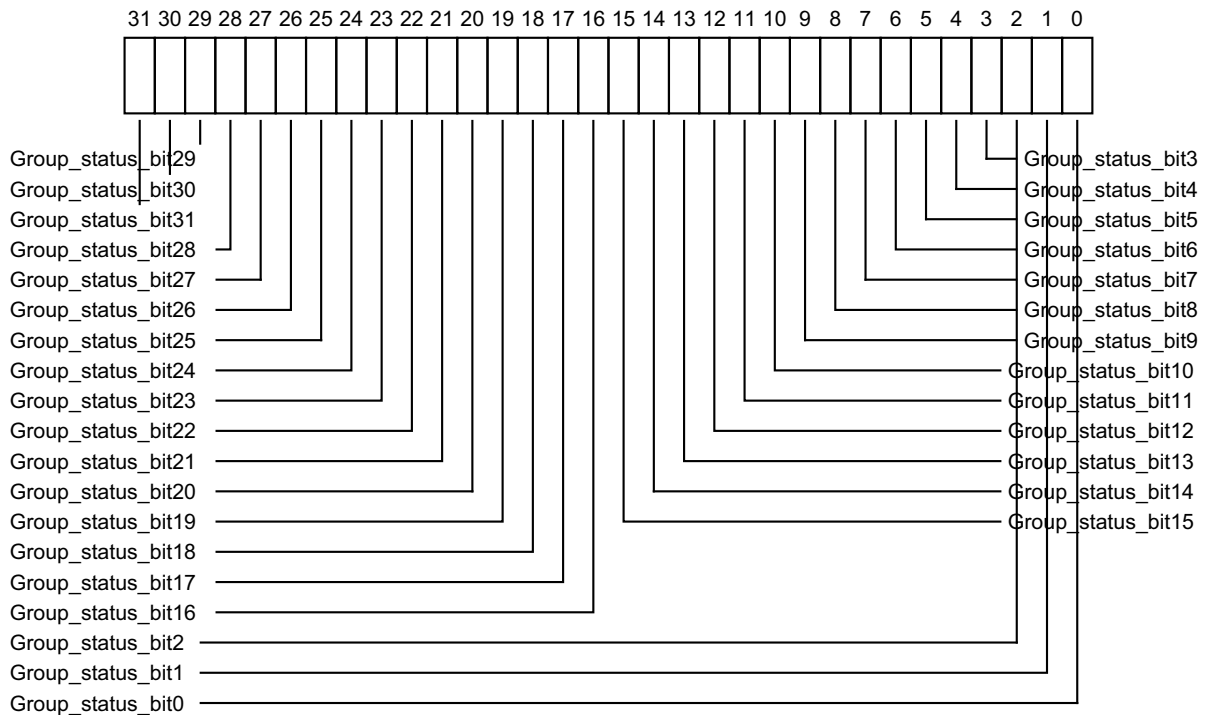 31 30 29 28 27 26 25 24 23 22 21 20 19 18 17 16 15 14 13 12 11 10 9 8 7 6 5 4 3 2 1 0
Group_status_bit29 Group_status_bit3
Group_status_bit30 Group_status_bit4
Group_status_bit31 Group_status_bit5
Group_status_bit28 Group_status_bit6
Group_status_bit27 Group_status_bit7
Group_status_bit26 Group_status_bit8
Group_status_bit25 Group_status_bit9
Group_status_bit24 Group_status_bit10
Group_status_bit23 Group_status_bit11
Group_status_bit22 Group_status_bit12
Group_status_bit21 Group_status_bit13
Group_status_bit20 Group_status_bit14
Group_status_bit19 Group_status_bit15
Group_status_bit18
Group_status_bit17
Group_status_bit16
Group_status_bit2
Group_status_bit1
Group_status_bit0